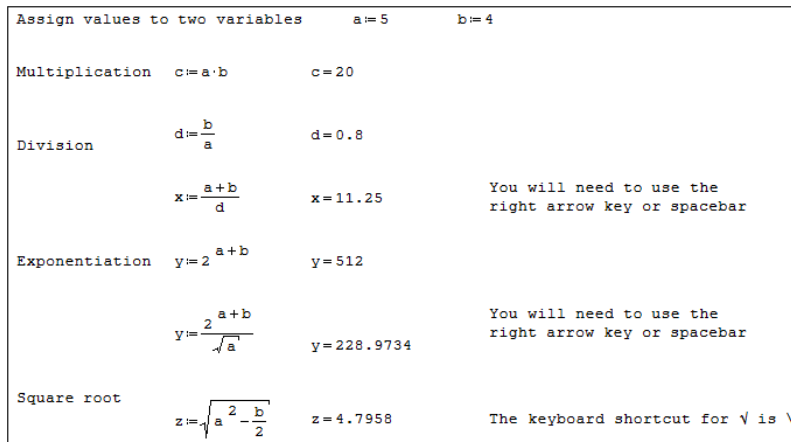 Assign values to two variables a:=5 b:=4
Multiplication c:=a·b c=20
Division d:=b/a d=0.8
x:=(a+b)/d x=11.25 You will need to use the
right arrow key or spacebar
Exponentiation y:=2^(a+b) y=512
y:=2^(a+b)/√a y=228.9734 You will need to use the
right arrow key or spacebar
Square root z:=√(a^2-b/2) z=4.7958 The keyboard shortcut for √ is \